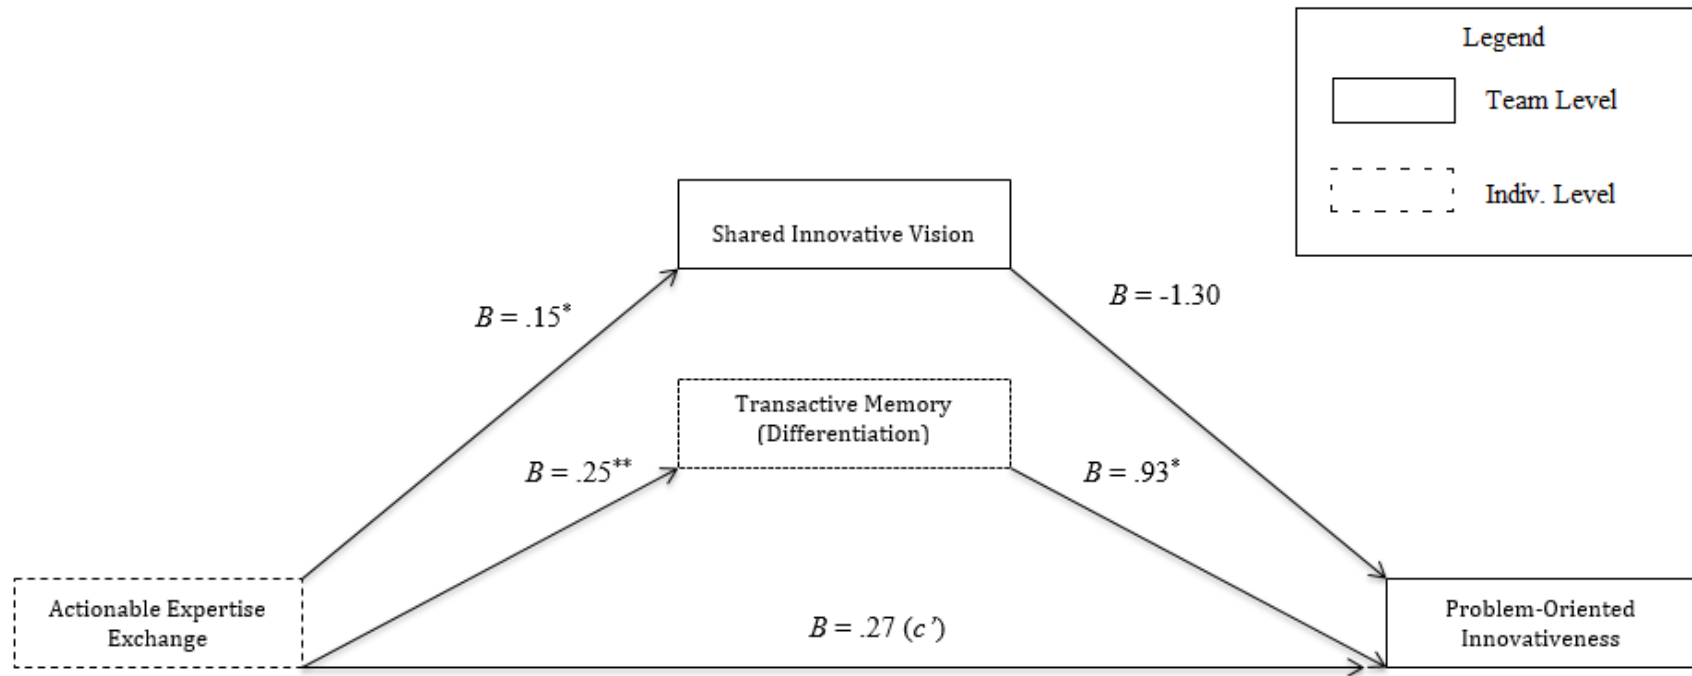 Legend
Team Level
Indiv. Level
Shared Innovative Vision
B = .15*
B = -1.30
Transactive Memory
(Differentiation)
B = .25**
B = .93*
Actionable Expertise
Exchange
B = .27 (c’)
Problem-Oriented
Innovativeness